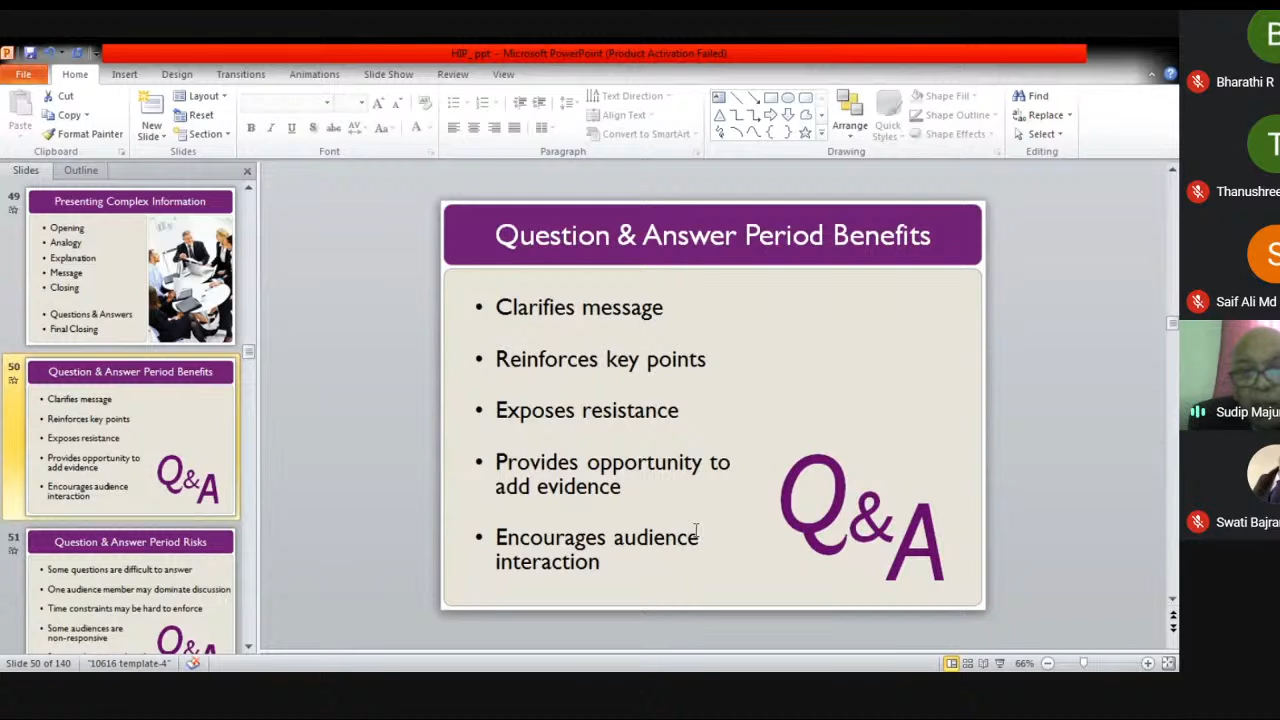 HIP_ ppt - Microsoft PowerPoint (Product Activation Failed)
File Home Insert Design Transitions Animations Slide Show Review View
Paste
Cut
Copy
Format Painter
Clipboard
New
Slide
Layout
Reset
Section
Slides
B I U S abc AV Aa A
Font
Text Direction
Align Text
Convert to SmartArt
Paragraph
Arrange
Quick
Styles
Shape Fill
Shape Outline
Shape Effects
Drawing
Find
Replace
Select
Editing
Slides Outline
49
Presenting Complex Information
• Opening
• Analogy
• Explanation
• Message
• Closing
• Questions & Answers
• Final Closing
50
Question & Answer Period Benefits
• Clarifies message
• Reinforces key points
• Exposes resistance
• Provides opportunity to
add evidence
• Encourages audience
interaction
Q&A
51
Question & Answer Period Risks
• Some questions are difficult to answer
• One audience member may dominate discussion
• Time constraints may be hard to enforce
• Some audiences are
non-responsive
Question & Answer Period Benefits
• Clarifies message
• Reinforces key points
• Exposes resistance
• Provides opportunity to
add evidence
• Encourages audience
interaction
Q&A
Slide 50 of 140 "10616 template-4" 66%
B
Bharathi R
T
Thanushree
S
Saif Ali Md
Sudip Majum
Swati Bajran